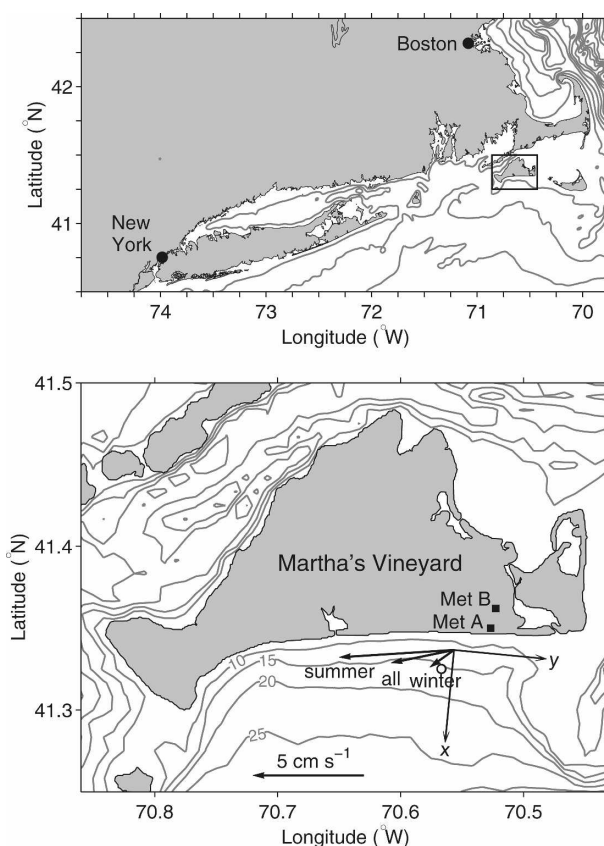 Boston
New
York
42
41
Latitude (°N)
74 73 72 71 70
Longitude (°W)
41.5
41.4
41.3
Latitude (°N)
Martha's Vineyard
Met B
Met A
10 15
20
25
summer all winter
y
x
5 cm s⁻¹
70.8 70.7 70.6 70.5
Longitude (°W)